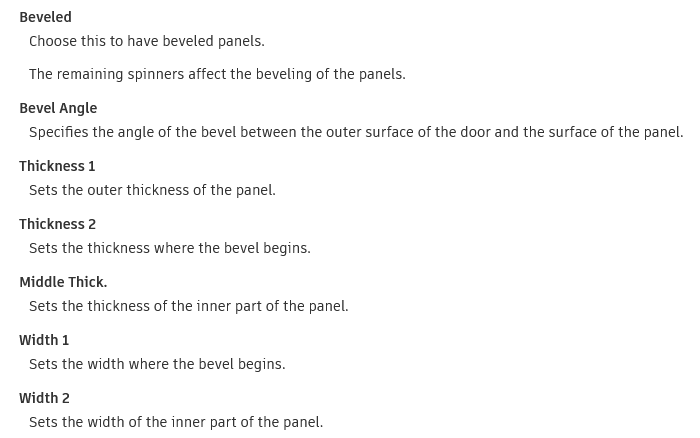 Beveled
Choose this to have beveled panels.
The remaining spinners affect the beveling of the panels.
Bevel Angle
Specifies the angle of the bevel between the outer surface of the door and the surface of the panel.
Thickness 1
Sets the outer thickness of the panel.
Thickness 2
Sets the thickness where the bevel begins.
Middle Thick.
Sets the thickness of the inner part of the panel.
Width 1
Sets the width where the bevel begins.
Width 2
Sets the width of the inner part of the panel.